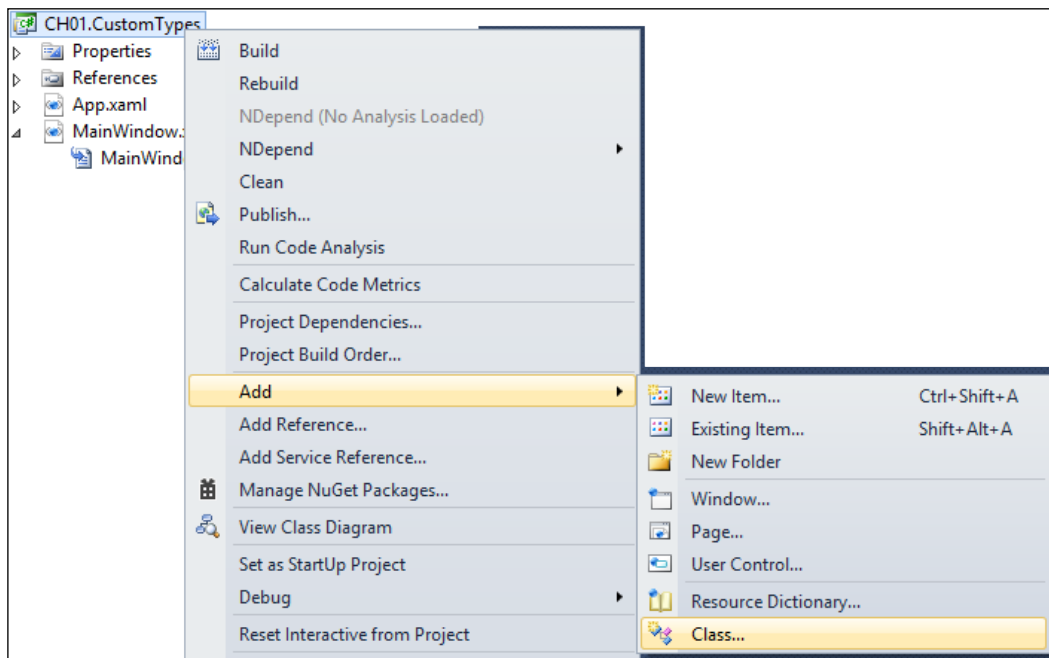 CH01.CustomTypes
Properties
References
App.xaml
MainWindow.
MainWind
Build
Rebuild
NDepend (No Analysis Loaded)
NDepend
Clean
Publish...
Run Code Analysis
Calculate Code Metrics
Project Dependencies...
Project Build Order...
Add
Add Reference...
Add Service Reference...
Manage NuGet Packages...
View Class Diagram
Set as StartUp Project
Debug
Reset Interactive from Project
New Item... Ctrl+Shift+A
Existing Item... Shift+Alt+A
New Folder
Window...
Page...
User Control...
Resource Dictionary...
Class...